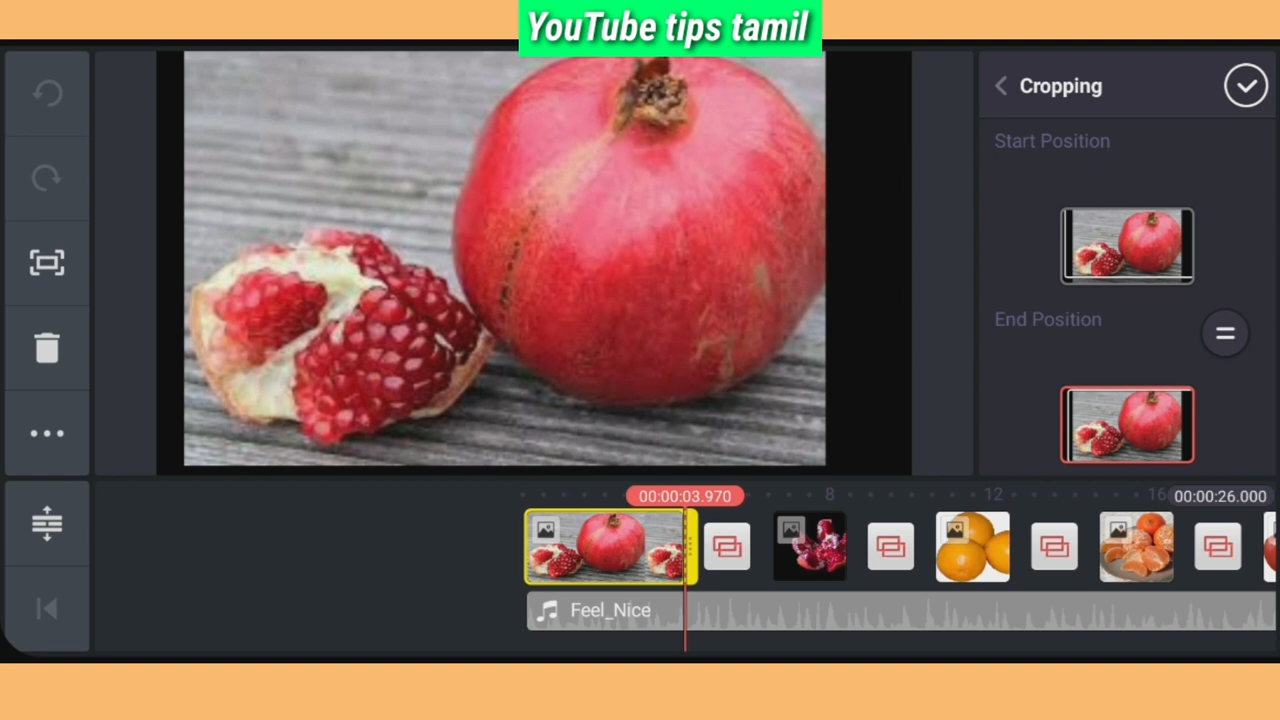 YouTube tips tamil
Cropping
Start Position
End Position
00:00:03.970
8
12
16
00:00:26.000
Feel_Nice